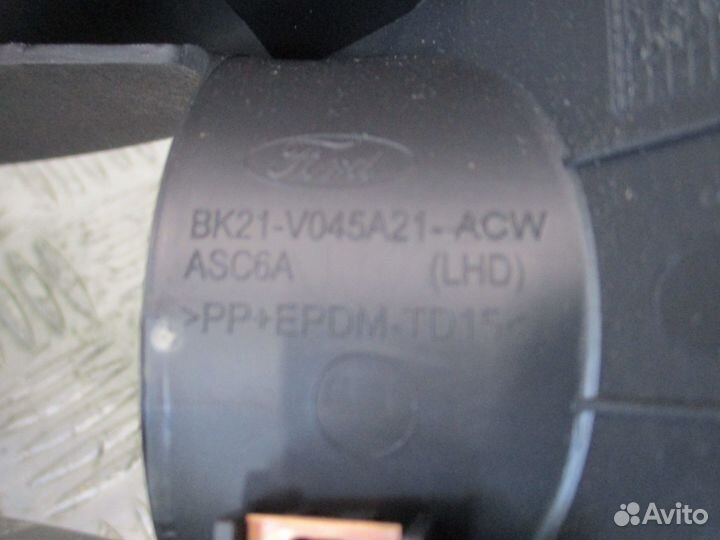 Ford
BK21-V045A21-ACW
ASC6A (LHD)
>PP+EPDM-TD15<
Avito